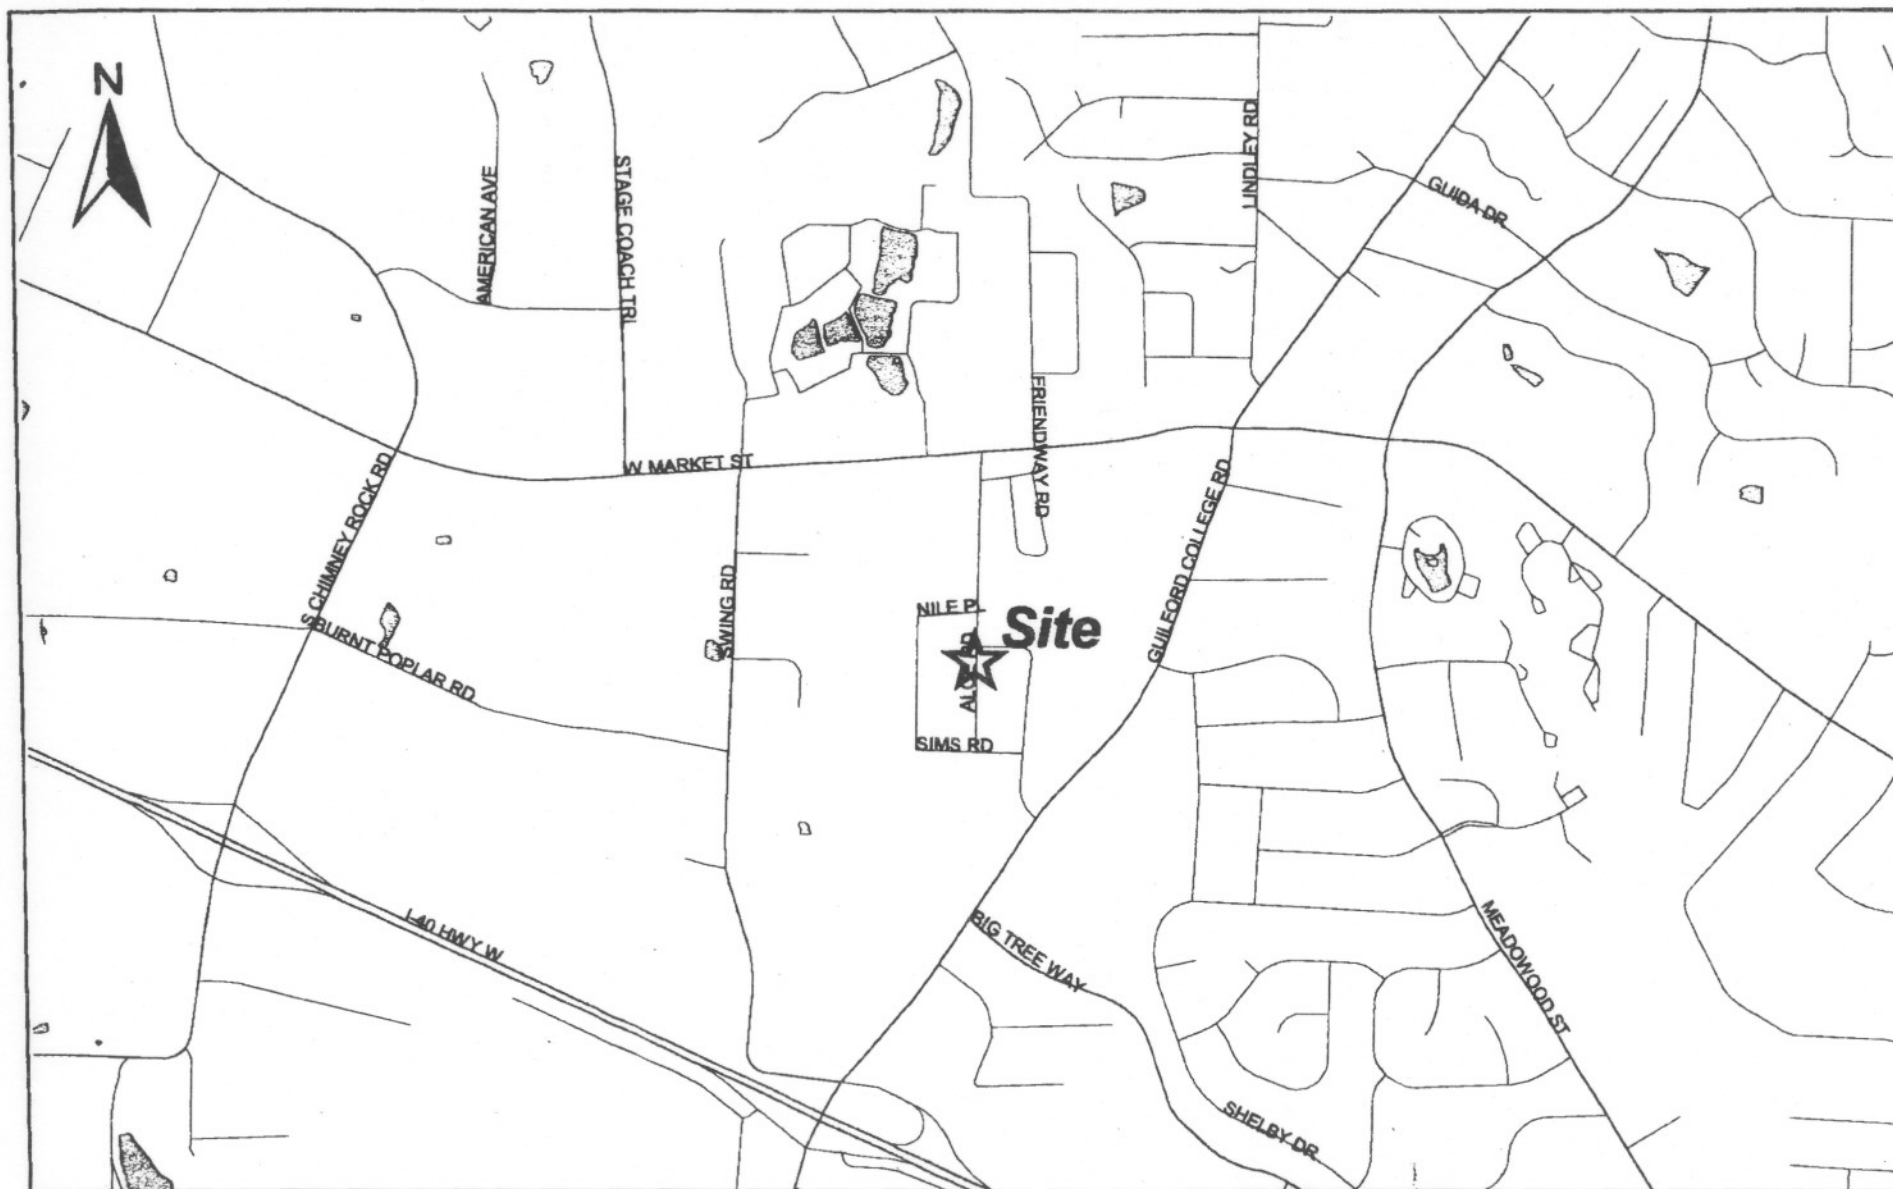 N
AMERICAN AVE
STAGE COACH TRL
LINDLEY RD
GUIDA DR
FRIENDWAY RD
W MARKET ST
S CHIMNEY ROCK RD
GUILFORD COLLEGE RD
SWING RD
NILE PL
Site
BURNT POPLAR RD
SIMS RD
I-40 HWY W
BIG TREE WAY
MEADOWOOD ST
SHELBY DR